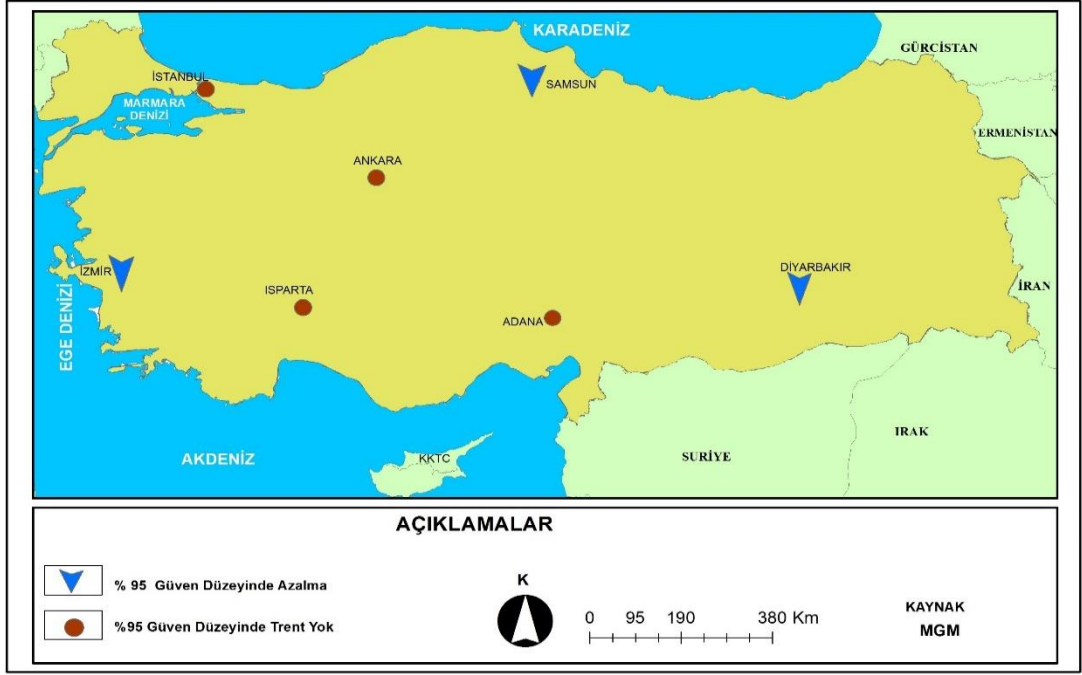 KARADENİZ
GÜRCİSTAN
İSTANBUL
SAMSUN
MARMARA
DENİZİ
ERMENİSTAN
ANKARA
İZMİR
DİYARBAKIR
ISPARTA
İRAN
EGE DENİZİ
ADANA
IRAK
AKDENİZ
KKTC
SURİYE
AÇIKLAMALAR
% 95 Güven Düzeyinde Azalma
%95 Güven Düzeyinde Trent Yok
K
0 95 190 380 Km
KAYNAK
MGM